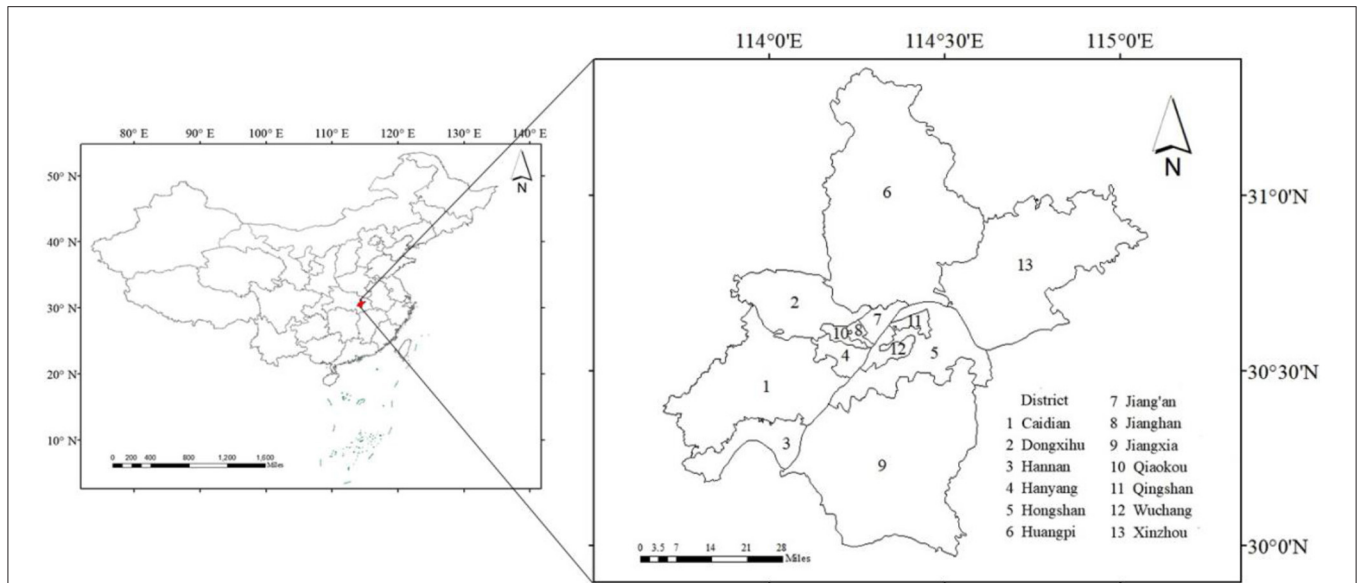 80° E 90° E 100° E 110° E 120° E 130° E 140° E
50° N
40° N
30° N
20° N
10° N
N
0 200 400 800 1,200 1,600
Miles
114°0'E 114°30'E 115°0'E
31°0'N
30°30'N
30°0'N
N
6
13
2
7
11
10 8
12
4
5
1
3
9
District
1 Caidian
2 Dongxihu
3 Hannan
4 Hanyang
5 Hongshan
6 Huangpi
7 Jiang'an
8 Jianghan
9 Jiangxia
10 Qiaokou
11 Qingshan
12 Wuchang
13 Xinzhou
0 3.5 7 14 21 28
Miles